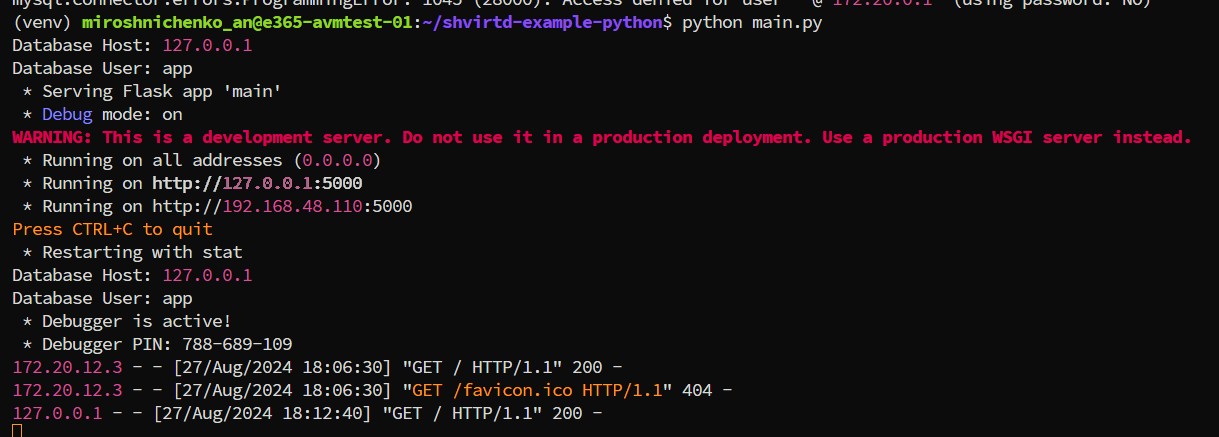 mysql.connector.errors.ProgrammingError: 1045 (28000): Access denied for user ''@'172.20.0.1' (using password: NO)
(venv) miroshnichenko_an@e365-avmtest-01:~/shvirtd-example-python$ python main.py
Database Host: 127.0.0.1
Database User: app
* Serving Flask app 'main'
* Debug mode: on
WARNING: This is a development server. Do not use it in a production deployment. Use a production WSGI server instead.
* Running on all addresses (0.0.0.0)
* Running on http://127.0.0.1:5000
* Running on http://192.168.48.110:5000
Press CTRL+C to quit
* Restarting with stat
Database Host: 127.0.0.1
Database User: app
* Debugger is active!
* Debugger PIN: 788-689-109
172.20.12.3 - - [27/Aug/2024 18:06:30] "GET / HTTP/1.1" 200 -
172.20.12.3 - - [27/Aug/2024 18:06:30] "GET /favicon.ico HTTP/1.1" 404 -
127.0.0.1 - - [27/Aug/2024 18:12:40] "GET / HTTP/1.1" 200 -